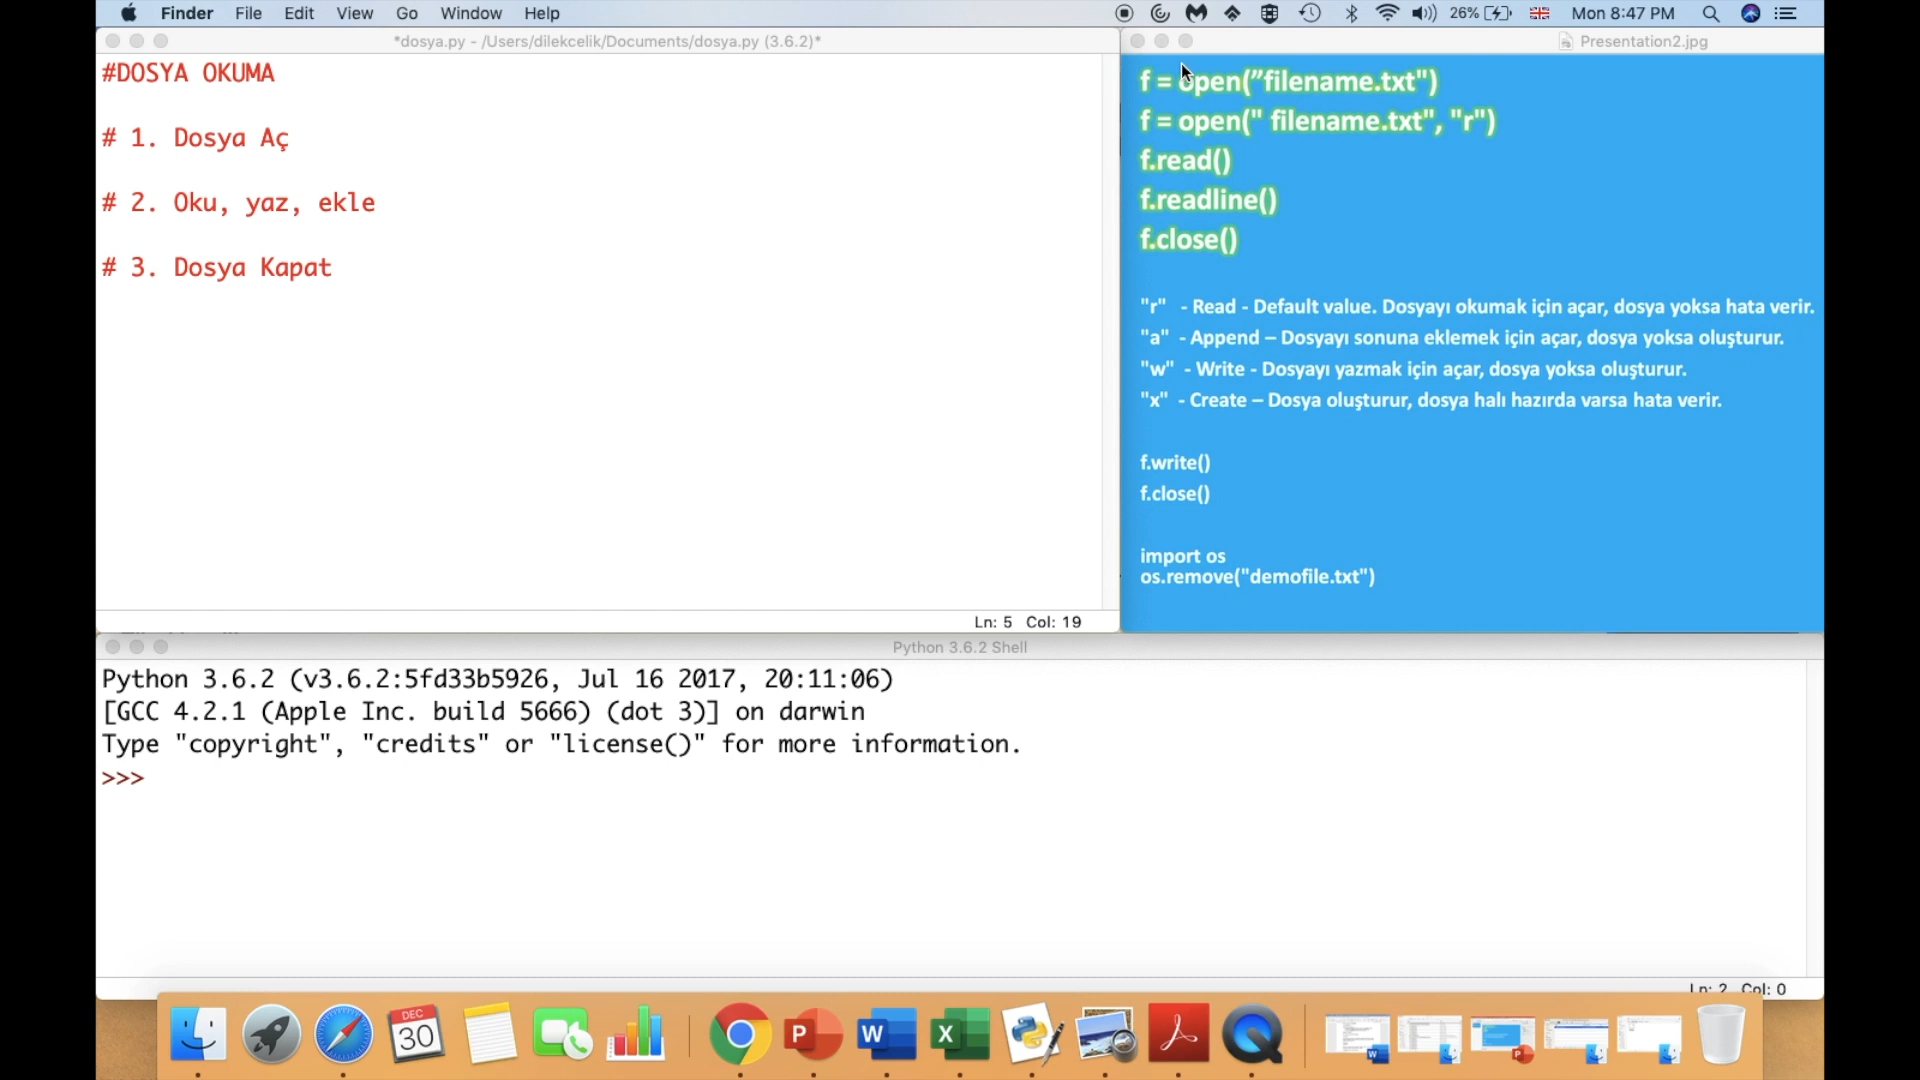 Finder File Edit View Go Window Help
26% Mon 8:47 PM
*dosya.py - /Users/dilekcelik/Documents/dosya.py (3.6.2)*
#DOSYA OKUMA
# 1. Dosya Aç
# 2. Oku, yaz, ekle
# 3. Dosya Kapat
Ln: 5 Col: 19
Presentation2.jpg
f = open(”filename.txt")
f = open(" filename.txt", "r")
f.read()
f.readline()
f.close()
"r" - Read - Default value. Dosyayı okumak için açar, dosya yoksa hata verir.
"a" - Append – Dosyayı sonuna eklemek için açar, dosya yoksa oluşturur.
"w" - Write - Dosyayı yazmak için açar, dosya yoksa oluşturur.
"x" - Create – Dosya oluşturur, dosya halı hazırda varsa hata verir.
f.write()
f.close()
import os
os.remove("demofile.txt")
Python 3.6.2 Shell
Python 3.6.2 (v3.6.2:5fd33b5926, Jul 16 2017, 20:11:06)
[GCC 4.2.1 (Apple Inc. build 5666) (dot 3)] on darwin
Type "copyright", "credits" or "license()" for more information.
>>>
Ln: 2 Col: 0
DEC
30
P
W
X